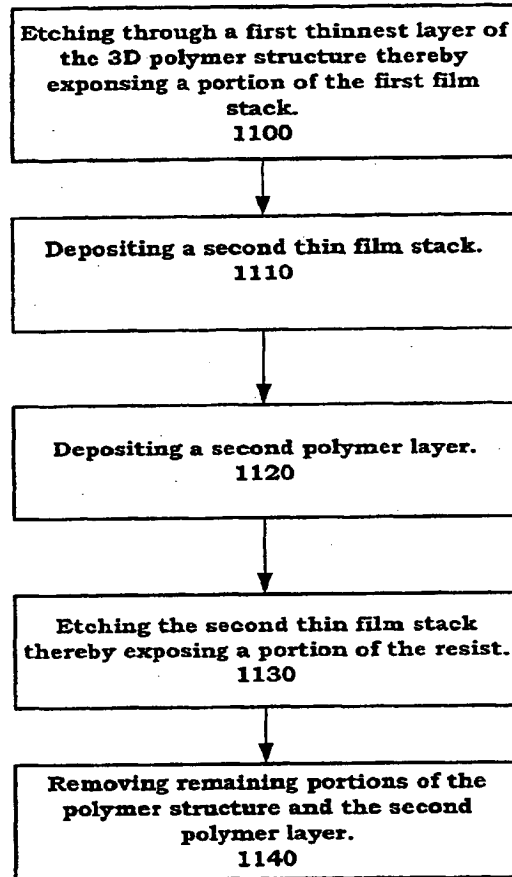 Etching through a first thinnest layer of
the 3D polymer structure thereby
exponsing a portion of the first film
stack.
1100
Depositing a second thin film stack.
1110
Depositing a second polymer layer.
1120
Etching the second thin film stack
thereby exposing a portion of the resist.
1130
Removing remaining portions of the
polymer structure and the second
polymer layer.
1140